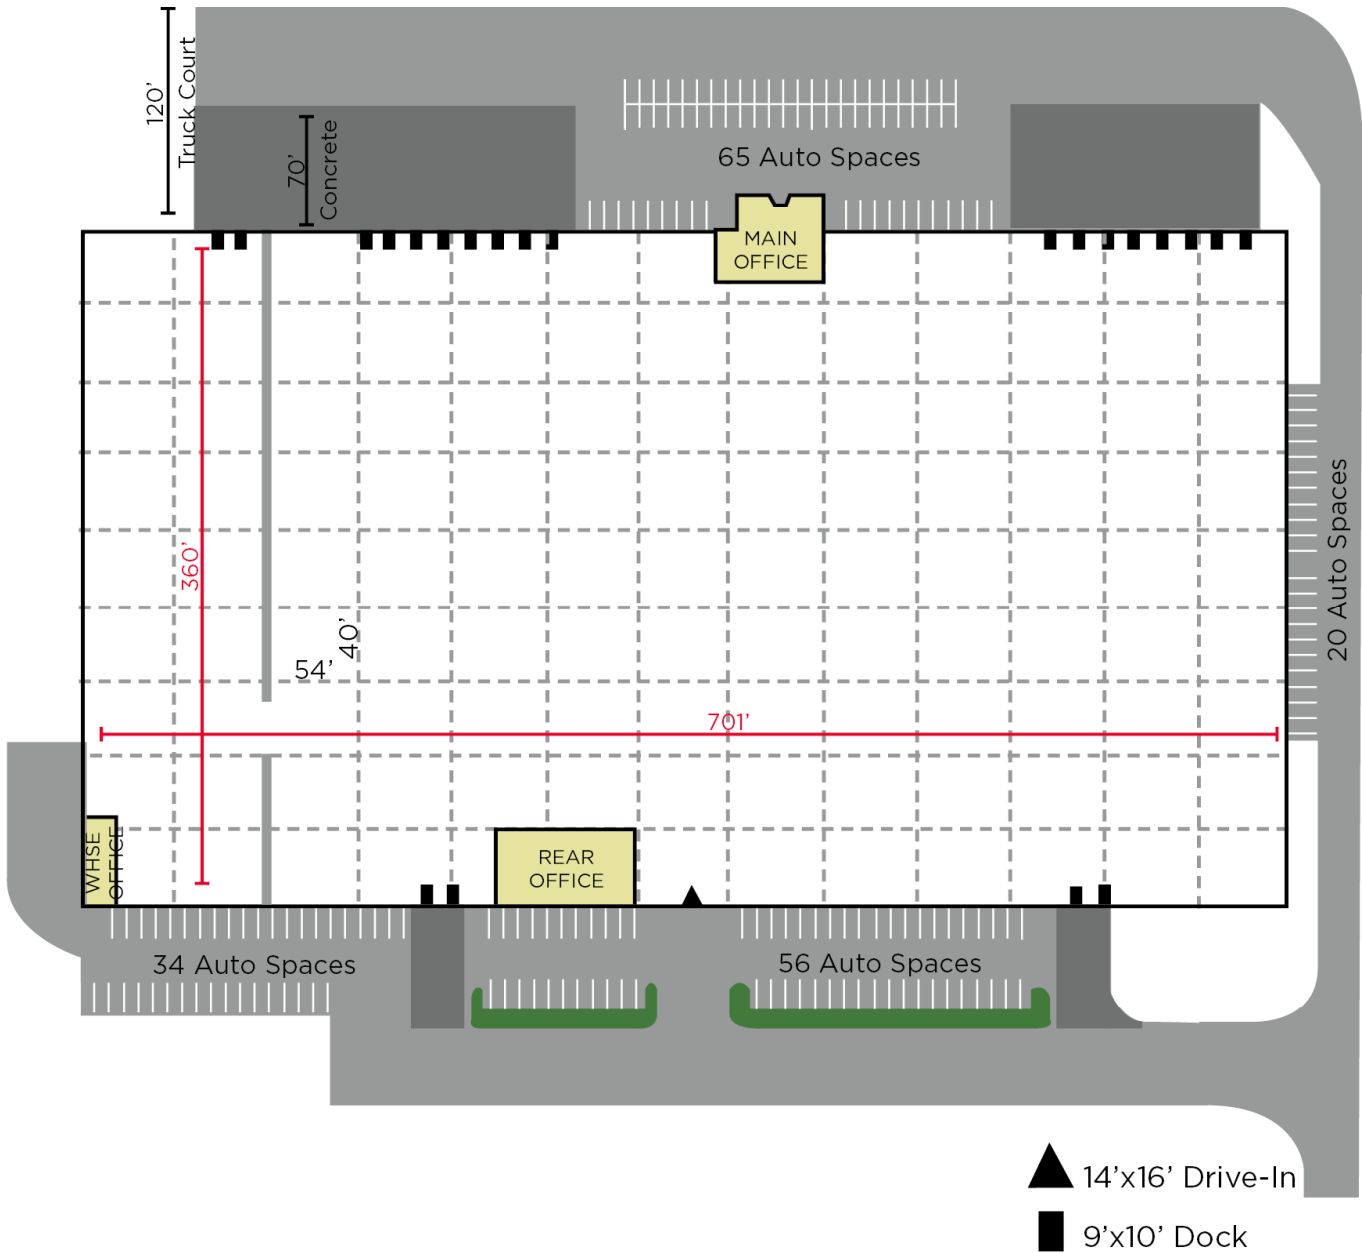 120’
Truck Court
70’
Concrete
65 Auto Spaces
MAIN
OFFICE
360’
40’
54’
701’
20 Auto Spaces
WHSE
OFFICE
REAR
OFFICE
34 Auto Spaces
56 Auto Spaces
14’x16’ Drive-In
9’x10’ Dock